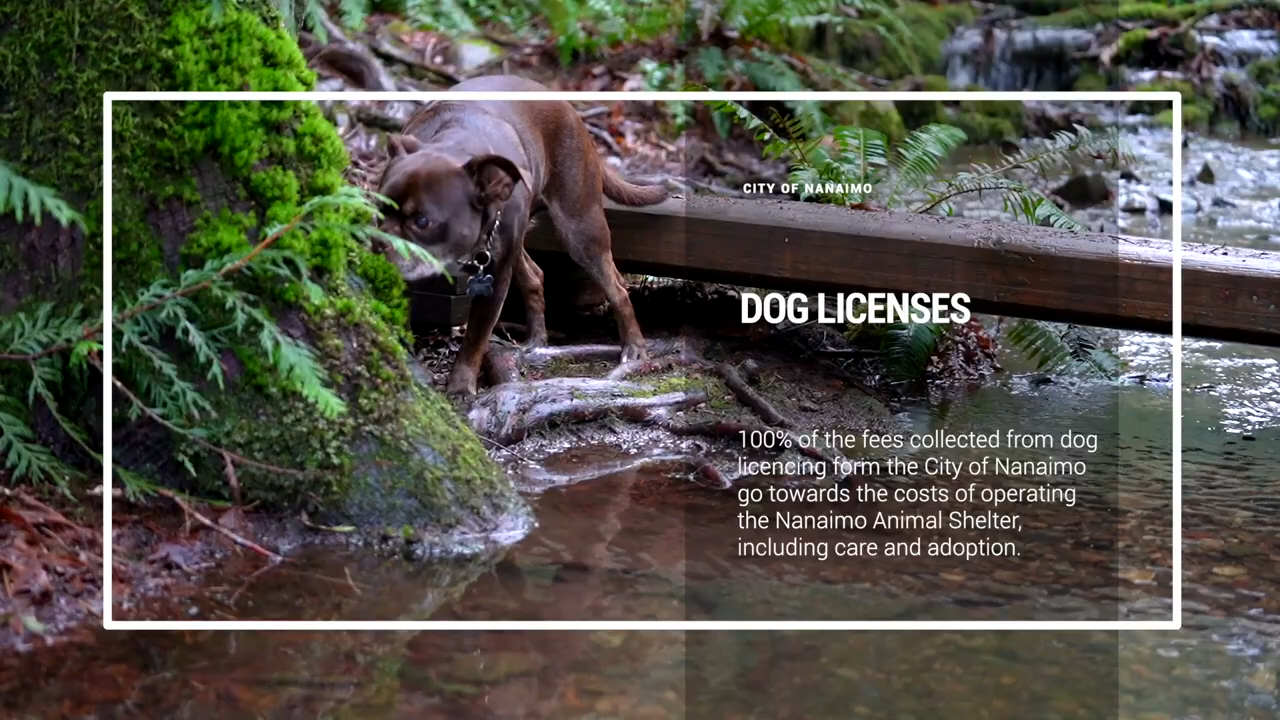 CITY OF NANAIMO
DOG LICENSES
100% of the fees collected from dog
licencing form the City of Nanaimo
go towards the costs of operating
the Nanaimo Animal Shelter,
including care and adoption.